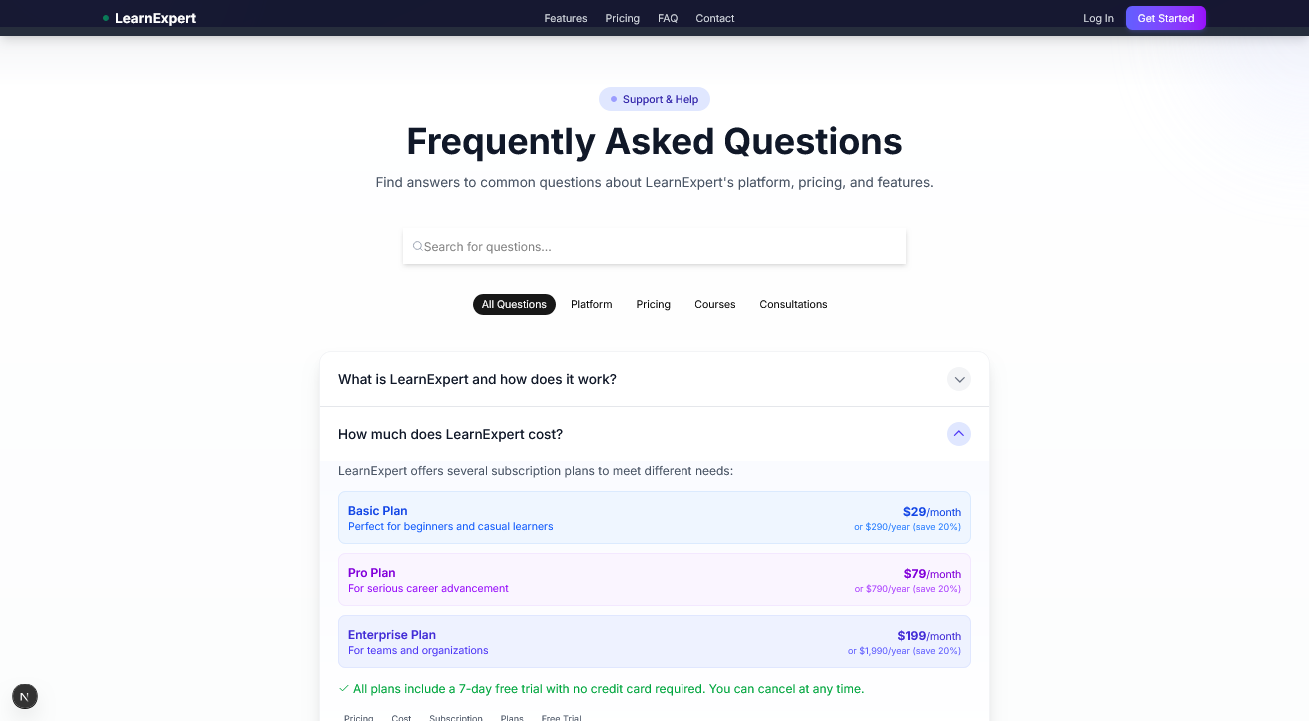 LearnExpert
Features Pricing FAQ Contact
Log In Get Started
Support & Help
Frequently Asked Questions
Find answers to common questions about LearnExpert's platform, pricing, and features.
Search for questions...
All Questions Platform Pricing Courses Consultations
What is LearnExpert and how does it work?
How much does LearnExpert cost?
LearnExpert offers several subscription plans to meet different needs:
Basic Plan
$29/month
Perfect for beginners and casual learners
or $290/year (save 20%)
Pro Plan
$79/month
For serious career advancement
or $790/year (save 20%)
Enterprise Plan
$199/month
For teams and organizations
or $1,990/year (save 20%)
All plans include a 7-day free trial with no credit card required. You can cancel at any time.
N
Pricing Cost Subscription Plans Free Trial